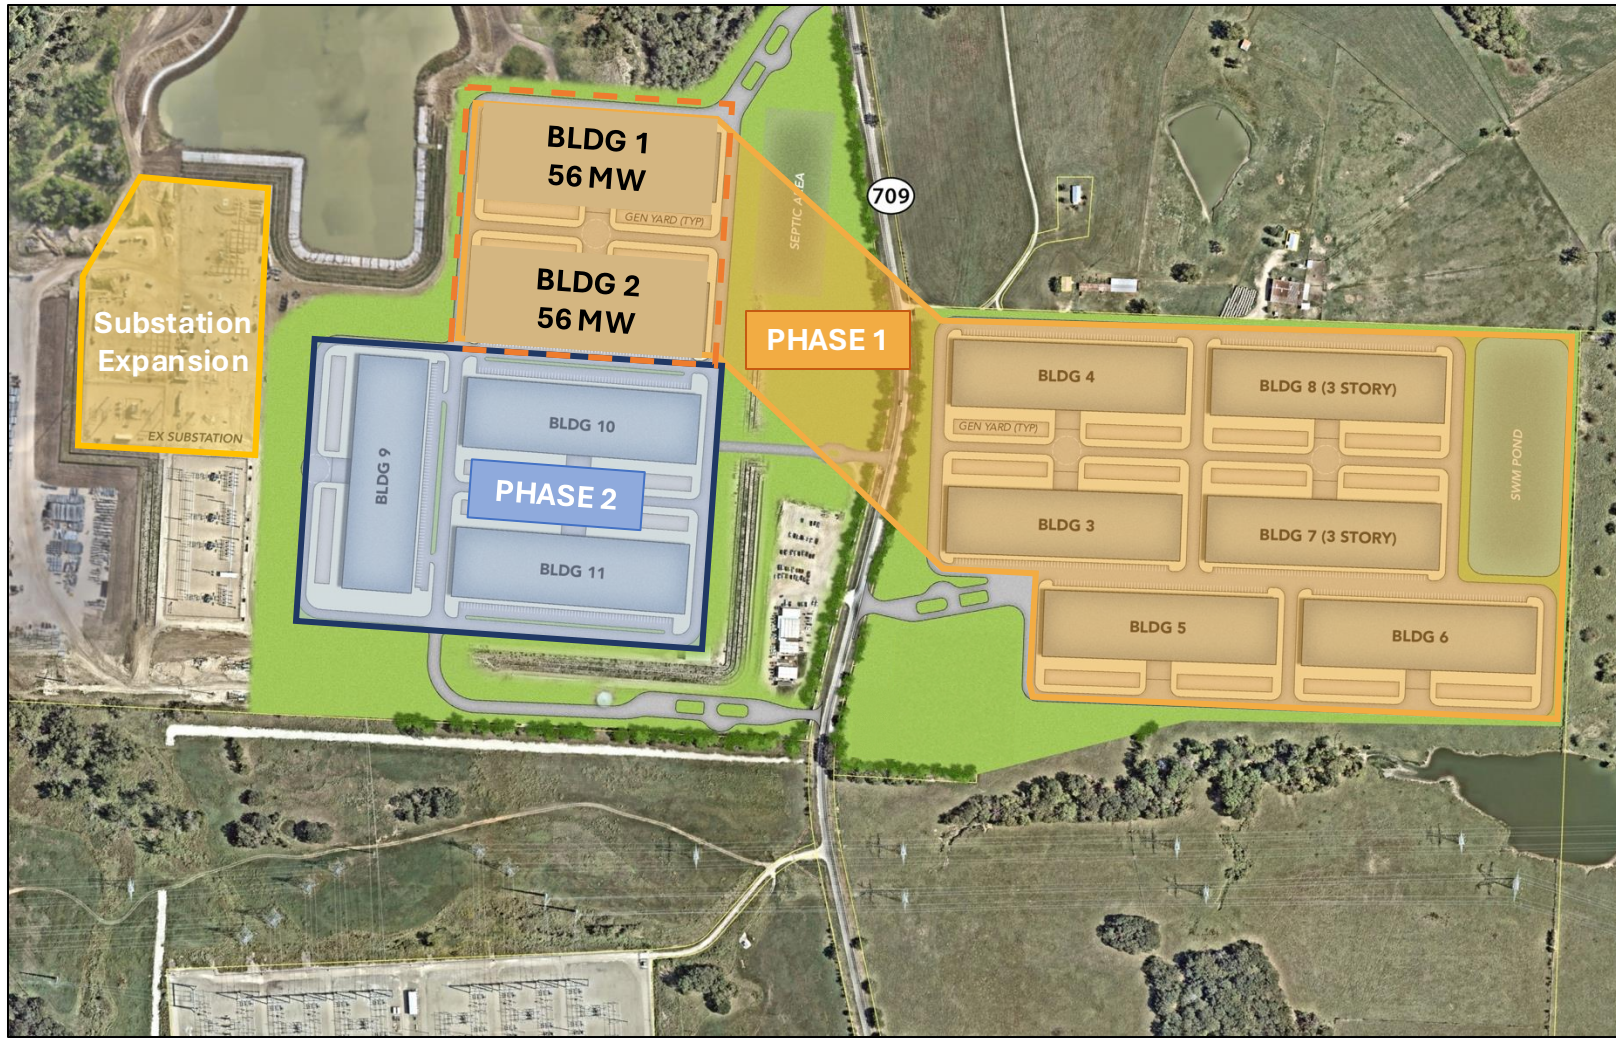 BLDG 1
56 MW
GEN YARD (TYP)
BLDG 2
56 MW
SEPTIC AREA
709
Substation
Expansion
EX SUBSTATION
PHASE 1
BLDG 4
BLDG 8 (3 STORY)
GEN YARD (TYP)
BLDG 3
BLDG 7 (3 STORY)
SWM POND
BLDG 5
BLDG 6
BLDG 9
BLDG 10
PHASE 2
BLDG 11